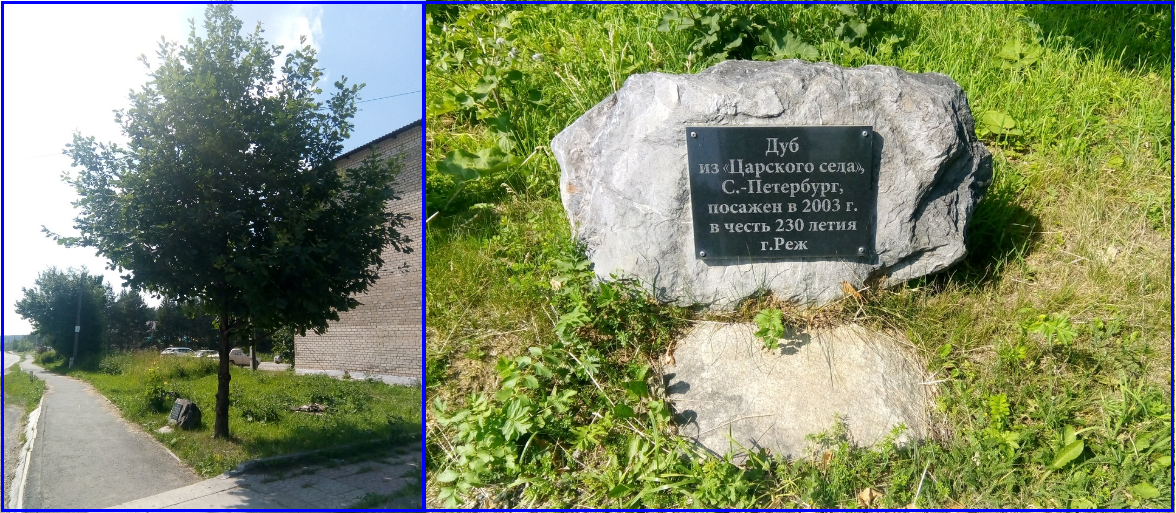 Дуб
из «Царского села»,
С.-Петербург,
посажен в 2003 г.
в честь 230 летия
г.Реж